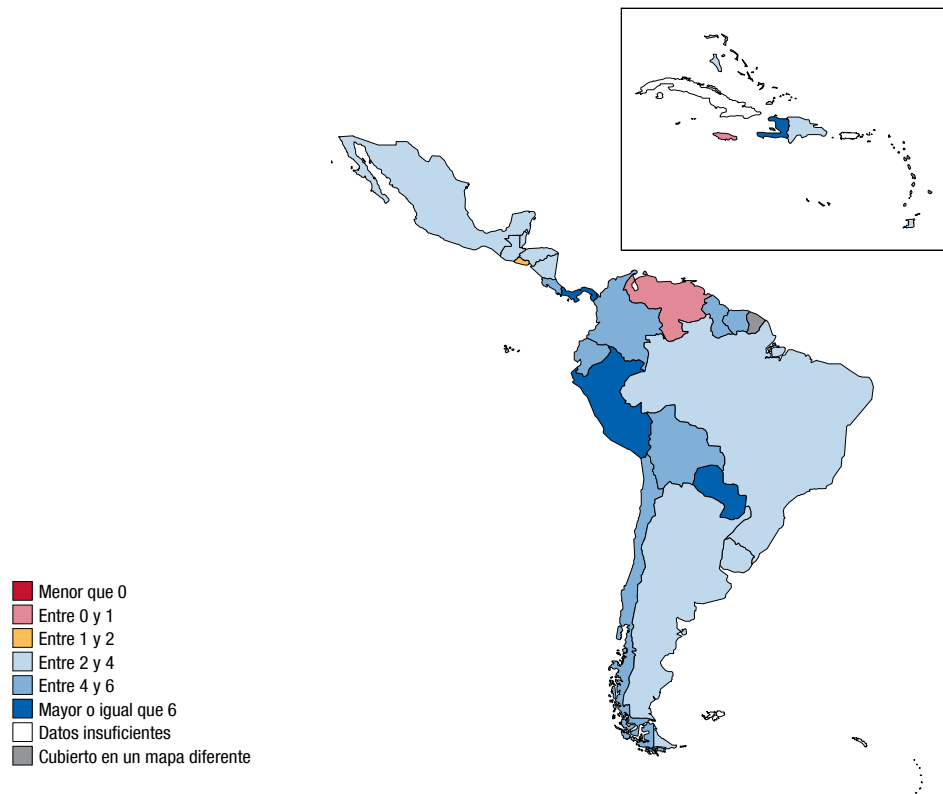 Menor que 0
Entre 0 y 1
Entre 1 y 2
Entre 2 y 4
Entre 4 y 6
Mayor o igual que 6
Datos insuficientes
Cubierto en un mapa diferente